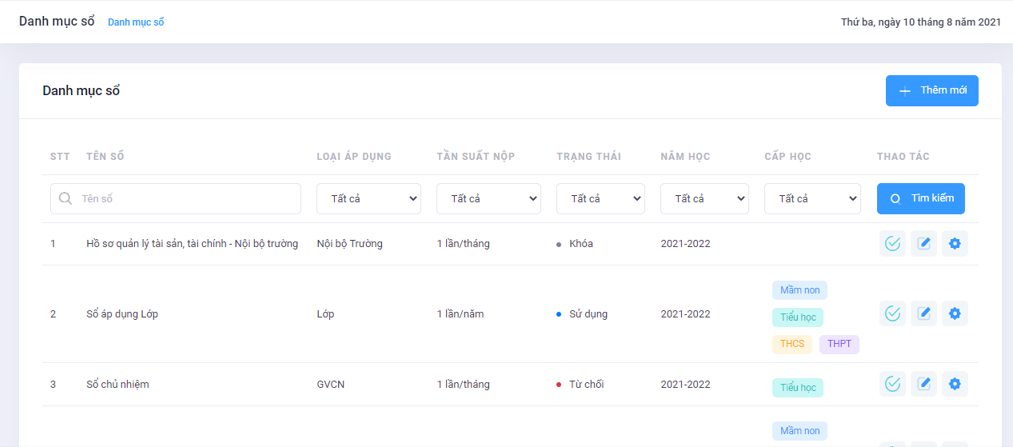 Danh mục sổ Danh mục sổ Thứ ba, ngày 10 tháng 8 năm 2021
Danh mục sổ Thêm mới
STT TÊN SỔ LOẠI ÁP DỤNG TẦN SUẤT NỘP TRẠNG THÁI NĂM HỌC CẤP HỌC THAO TÁC
Tên sổ Tất cả Tất cả Tất cả Tất cả Tất cả Tìm kiếm
1 Hồ sơ quản lý tài sản, tài chính - Nội bộ trường Nội bộ Trường 1 lần/tháng Khóa 2021-2022
2 Sổ áp dụng Lớp Lớp 1 lần/năm Sử dụng 2021-2022 Mầm non
Tiểu học
THCS THPT
3 Sổ chủ nhiệm GVCN 1 lần/tháng Từ chối 2021-2022 Tiểu học
Mầm non